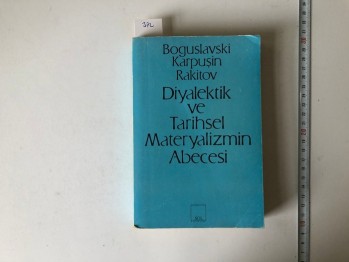 Boguslavski
Karpuşin
Rakitov
Diyalektik
ve
Tarihsel
Materyalizmin
Abecesi